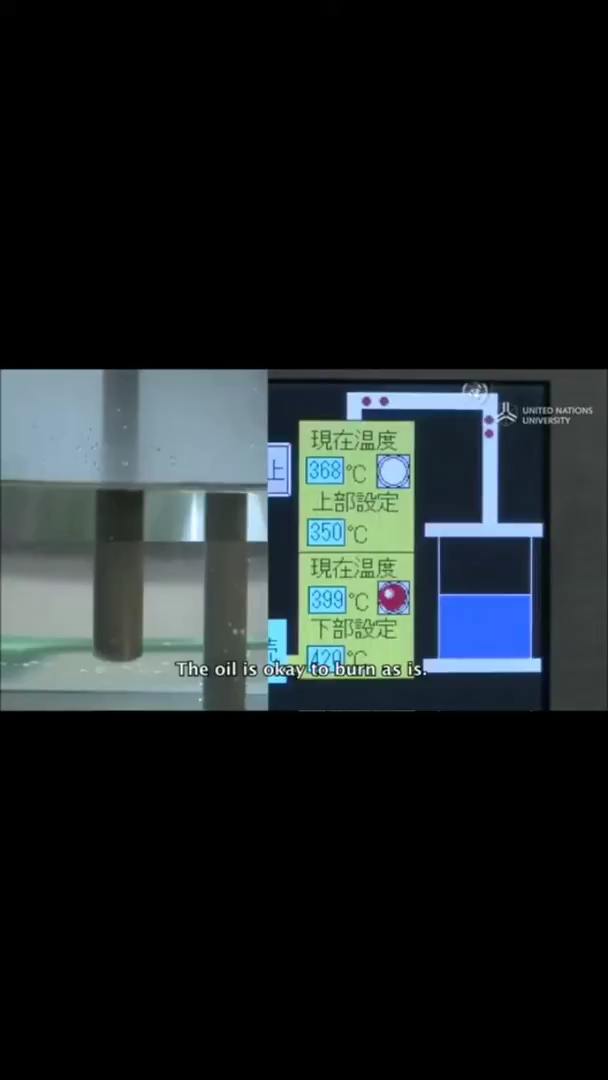 UNITED NATIONS
UNIVERSITY
現在温度
上
368℃
上部設定
350℃
現在温度
399℃
下部設定
420℃
The oil is okay to burn as is.